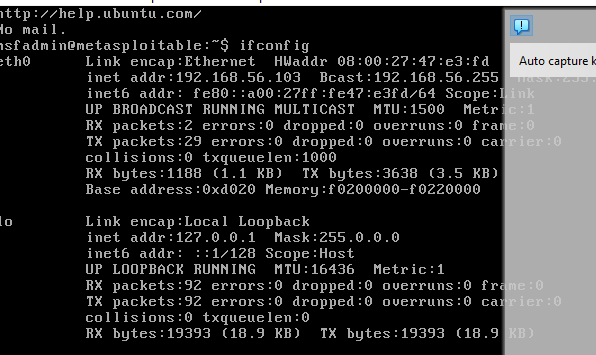 http://help.ubuntu.com/
No mail.
msfadmin@metasploitable:~$ ifconfig
eth0 Link encap:Ethernet HWaddr 08:00:27:47:e3:fd
inet addr:192.168.56.103 Bcast:192.168.56.255 Mask:255.
inet6 addr: fe80::a00:27ff:fe47:e3fd/64 Scope:Link
UP BROADCAST RUNNING MULTICAST MTU:1500 Metric:1
RX packets:2 errors:0 dropped:0 overruns:0 frame:0
TX packets:29 errors:0 dropped:0 overruns:0 carrier:0
collisions:0 txqueuelen:1000
RX bytes:1188 (1.1 KB) TX bytes:3638 (3.5 KB)
Base address:0xd020 Memory:f0200000-f0220000
lo Link encap:Local Loopback
inet addr:127.0.0.1 Mask:255.0.0.0
inet6 addr: ::1/128 Scope:Host
UP LOOPBACK RUNNING MTU:16436 Metric:1
RX packets:92 errors:0 dropped:0 overruns:0 frame:0
TX packets:92 errors:0 dropped:0 overruns:0 carrier:0
collisions:0 txqueuelen:0
RX bytes:19393 (18.9 KB) TX bytes:19393 (18.9 KB)
Auto capture k